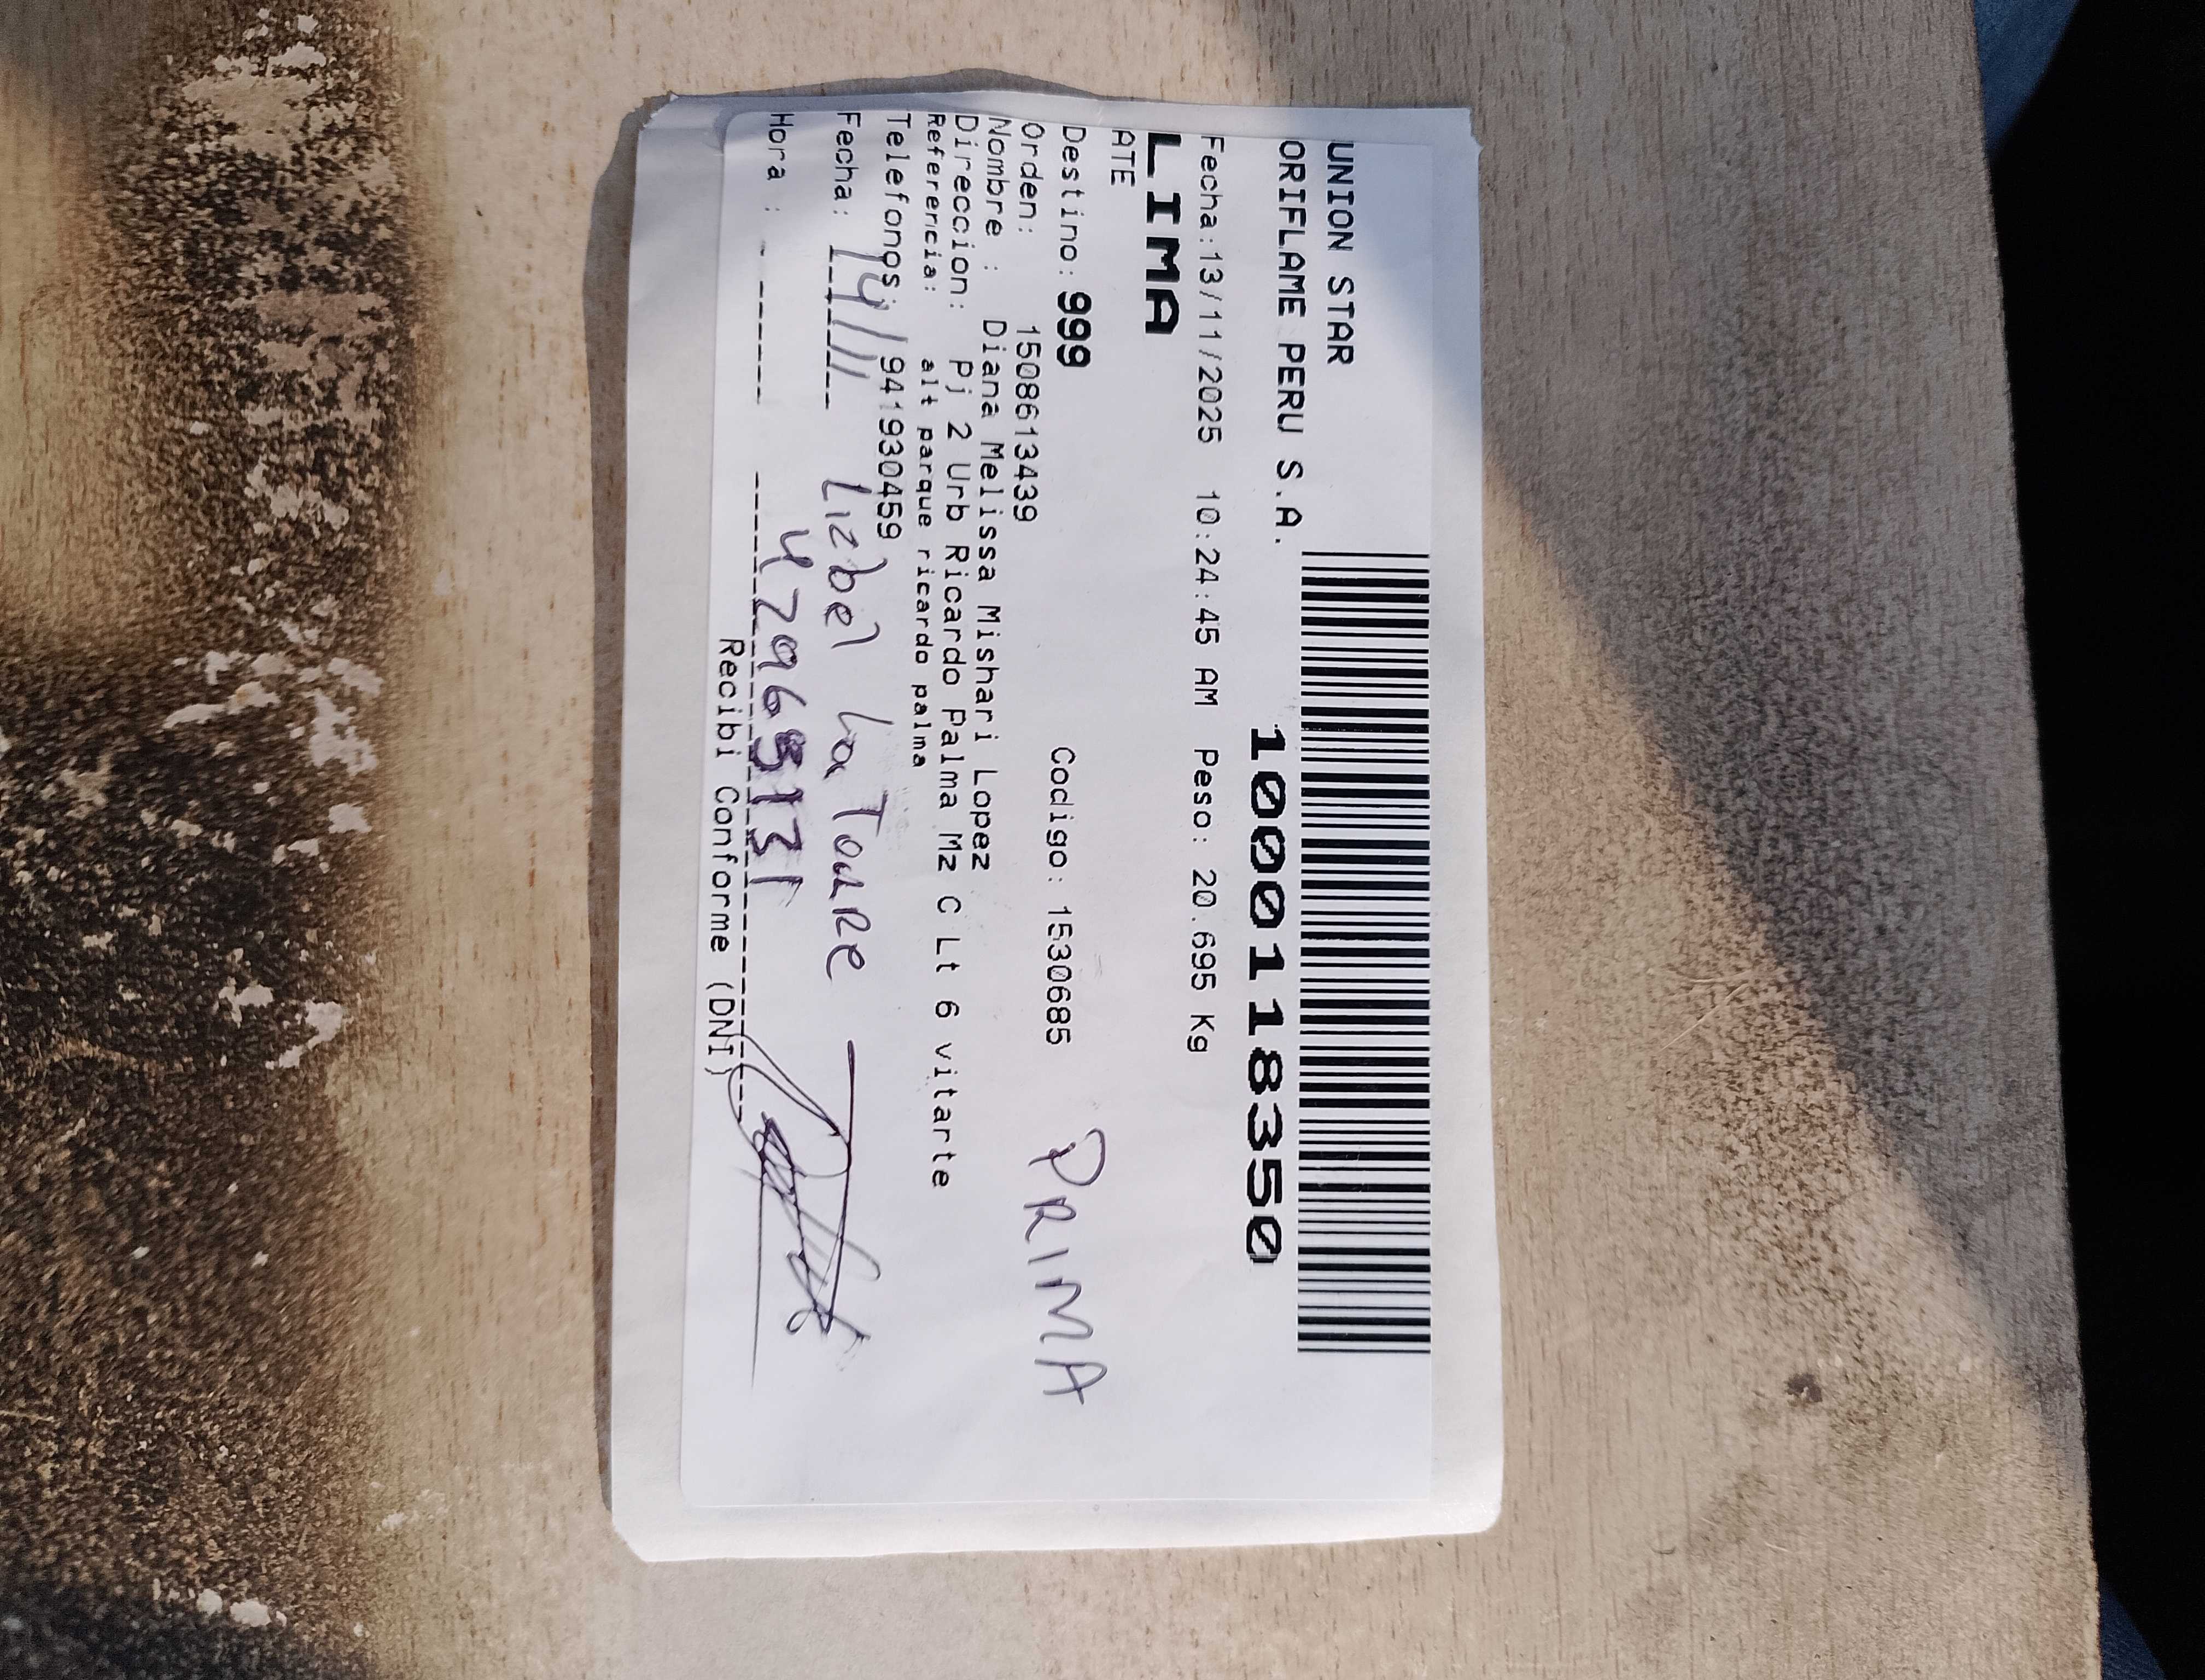 UNION STAR
ORIFLAME PERU S.A.
1000118350
Fecha:13/11/2025 10:24:45 AM Peso: 20.695 Kg
LIMA
ATE
Destino: 999 Codigo: 1530685
PRIMA
Orden: 15086613439
Nombre : Diana Melissa Mishari Lopez
Direccion: Pj 2 Urb Ricardo Palma Mz C Lt 6 vitarte
Referencia: alt parque ricardo palma
Telefonos: 941930459
Fecha: 14/11 Lizbel La Torre
Hora :
Recibi Conforme (DNI)